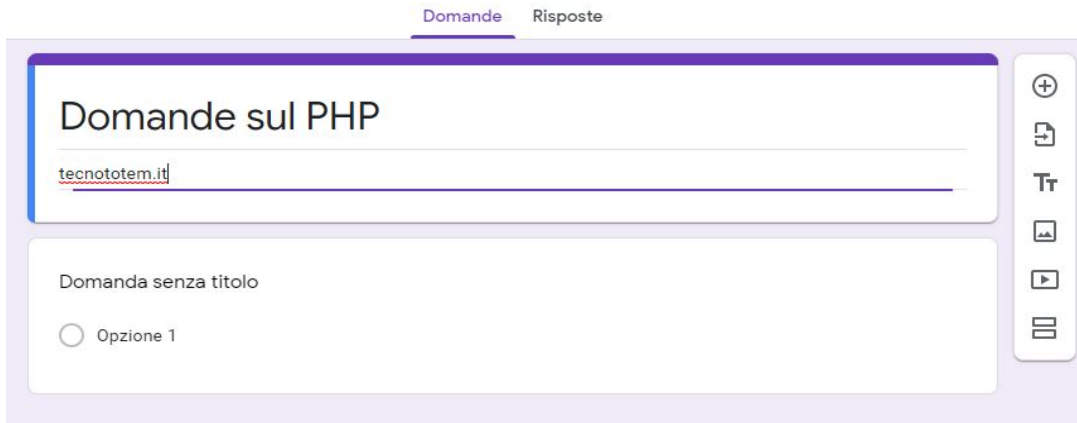 Domande Risposte
Domande sul PHP
tecnototem.it
Domanda senza titolo
Opzione 1